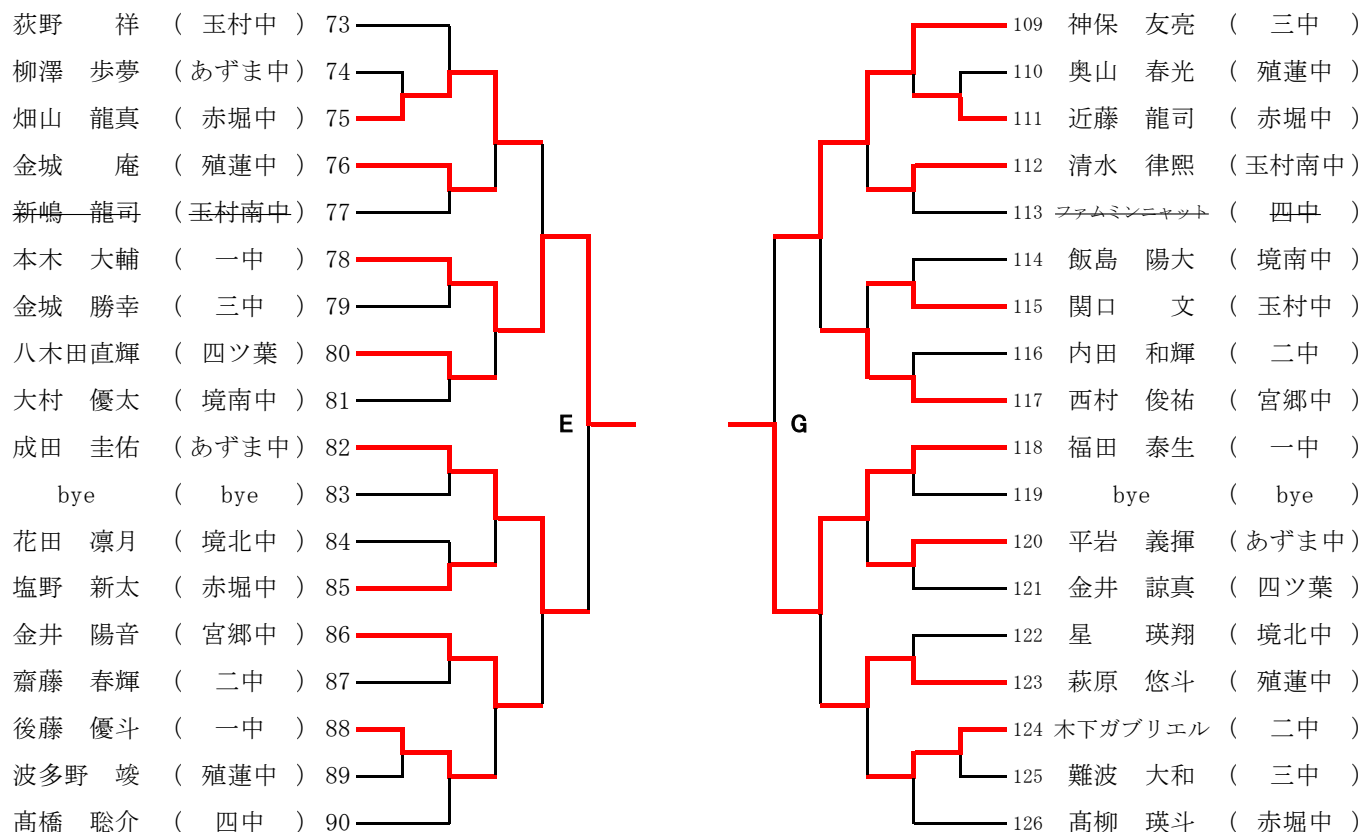 荻野 祥 ( 玉村中 ) 73
柳澤 歩夢 ( あずま中 ) 74
畑山 龍真 ( 赤堀中 ) 75
金城 庵 ( 殖蓮中 ) 76
新嶋 龍司 ( 玉村南中 ) 77
本木 大輔 ( 一中 ) 78
金城 勝幸 ( 三中 ) 79
八木田直輝 ( 四ツ葉 ) 80
大村 優太 ( 境南中 ) 81
成田 圭佑 ( あずま中 ) 82
bye ( bye ) 83
花田 凛月 ( 境北中 ) 84
塩野 新太 ( 赤堀中 ) 85
金井 陽音 ( 宮郷中 ) 86
齋藤 春輝 ( 二中 ) 87
後藤 優斗 ( 一中 ) 88
波多野 竣 ( 殖蓮中 ) 89
髙橋 聡介 ( 四中 ) 90
E
G
109 神保 友亮 ( 三中 )
110 奥山 春光 ( 殖蓮中 )
111 近藤 龍司 ( 赤堀中 )
112 清水 律熙 ( 玉村南中 )
113 ファムミンニャット ( 四中 )
114 飯島 陽大 ( 境南中 )
115 関口 文 ( 玉村中 )
116 内田 和輝 ( 二中 )
117 西村 俊祐 ( 宮郷中 )
118 福田 泰生 ( 一中 )
119 bye ( bye )
120 平岩 義揮 ( あずま中 )
121 金井 諒真 ( 四ツ葉 )
122 星 瑛翔 ( 境北中 )
123 萩原 悠斗 ( 殖蓮中 )
124 木下ガブリエル ( 二中 )
125 難波 大和 ( 三中 )
126 髙柳 瑛斗 ( 赤堀中 )